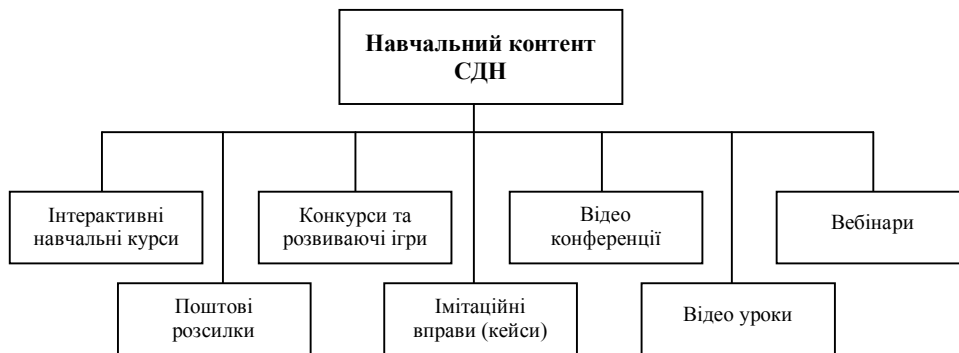 Навчальний контент
СДН
Інтерактивні
навчальні курси
Конкурси та
розвиваючі ігри
Відео
конференції
Вебінари
Поштові
розсилки
Імітаційні
вправи (кейси)
Відео уроки